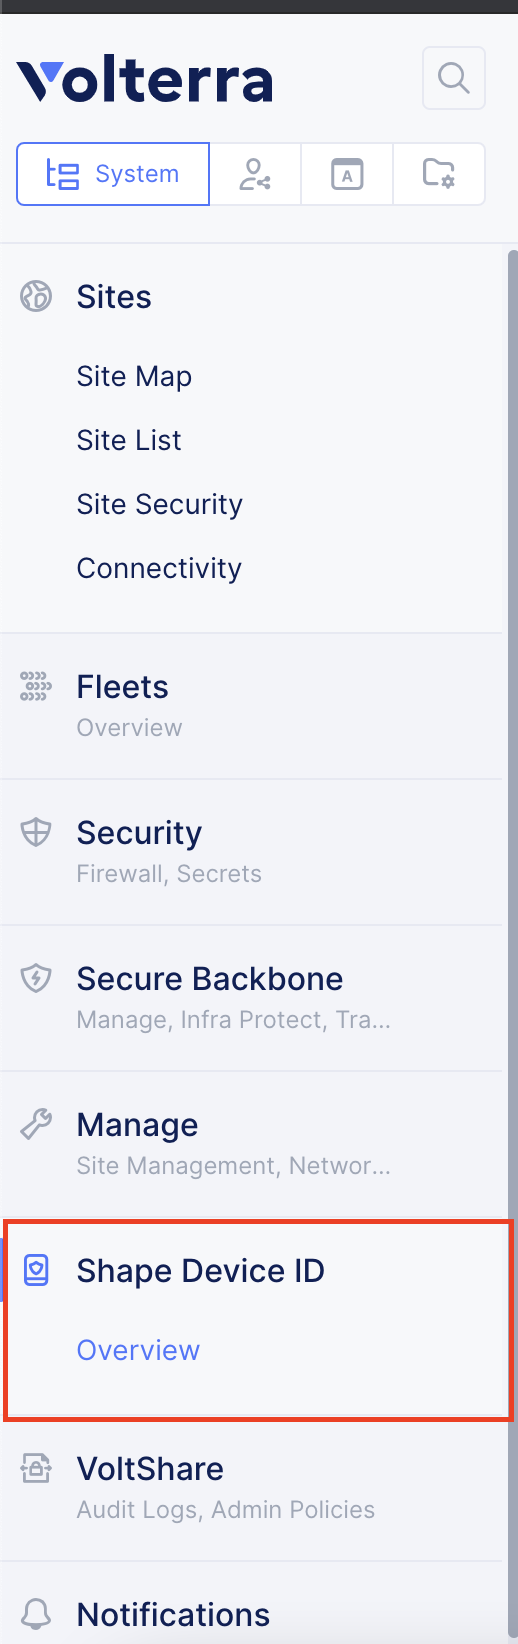 Volterra
System
A
Sites
Site Map
Site List
Site Security
Connectivity
Fleets
Overview
Security
Firewall, Secrets
Secure Backbone
Manage, Infra Protect, Tra...
Manage
Site Management, Networ...
Shape Device ID
Overview
VoltShare
Audit Logs, Admin Policies
Notifications